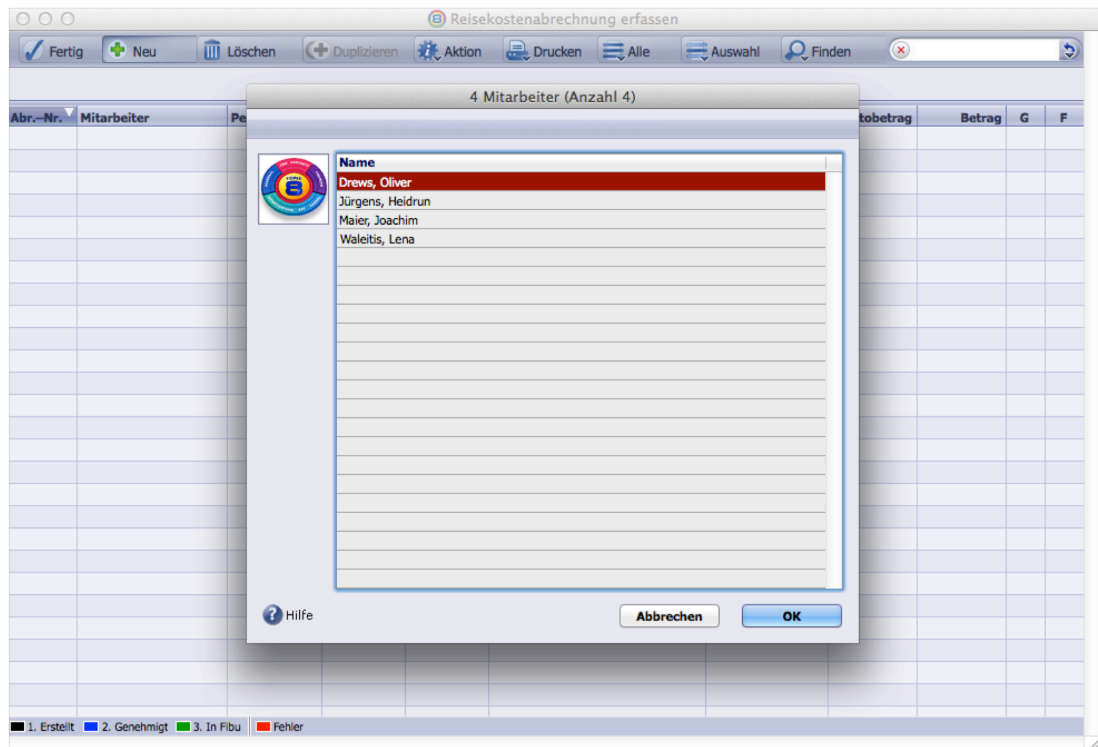 Reisekostenabrechnung erfassen
Fertig Neu Löschen Duplizieren Aktion Drucken Alle Auswahl Finden
4 Mitarbeiter (Anzahl 4)
Abr.-Nr. Mitarbeiter Pe tobetrag Betrag G F
Name
Drews, Oliver
Jürgens, Heidrun
Maier, Joachim
Waleitis, Lena
? Hilfe Abbrechen OK
1. Erstellt 2. Genehmigt 3. In Fibu Fehler